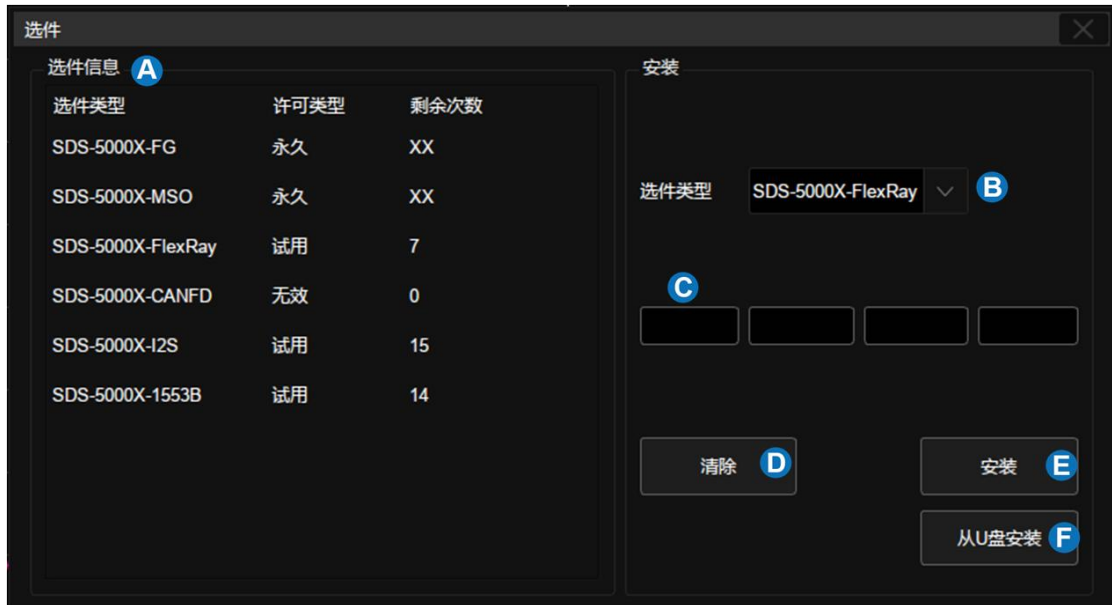 选件
选件信息 A
选件类型 许可类型 剩余次数
SDS-5000X-FG 永久 XX
SDS-5000X-MSO 永久 XX
SDS-5000X-FlexRay 试用 7
SDS-5000X-CANFD 无效 0
SDS-5000X-I2S 试用 15
SDS-5000X-1553B 试用 14
安装
选件类型 SDS-5000X-FlexRay B
C
清除 D
安装 E
从U盘安装 F